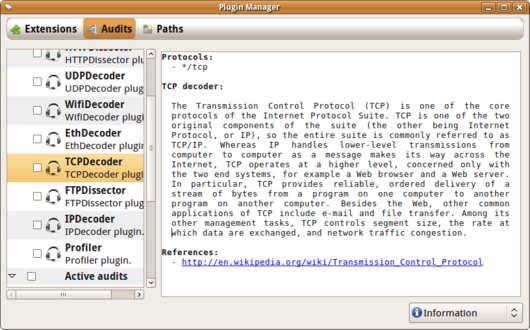 Plugin Manager
Extensions Audits Paths
HTTPDissector plu
UDPDecoder
UDPDecoder plug
WifiDecoder
WifiDecoder plug
EthDecoder
EthDecoder plugi
TCPDecoder
TCPDecoder plugi
FTPDissector
FTPDissector plug
IPDecoder
IPDecoder plugin.
Profiler
Profiler plugin.
Active audits
Protocols:
- */tcp
TCP decoder:
The Transmission Control Protocol (TCP) is one of the core
protocols of the Internet Protocol Suite. TCP is one of the two
original components of the suite (the other being Internet
Protocol, or IP), so the entire suite is commonly referred to as
TCP/IP. Whereas IP handles lower-level transmissions from
computer to computer as a message makes its way across the
Internet, TCP operates at a higher level, concerned only with
the two end systems, for example a Web browser and a Web server.
In particular, TCP provides reliable, ordered delivery of a
stream of bytes from a program on one computer to another
program on another computer. Besides the Web, other common
applications of TCP include e-mail and file transfer. Among its
other management tasks, TCP controls segment size, the rate at
which data are exchanged, and network traffic congestion.
References:
- http://en.wikipedia.org/wiki/Transmission_Control_Protocol
Information